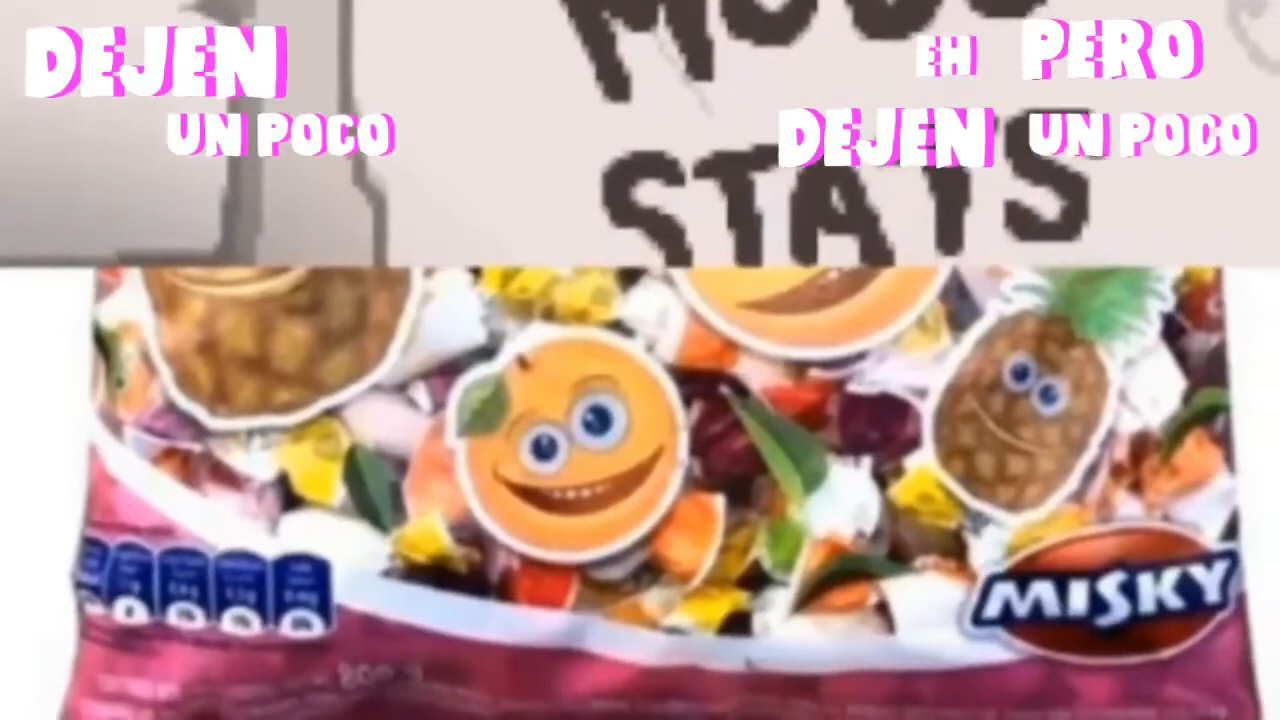 DEJEN
UN POCO
EH PERO
DEJEN UN POCO
STATS
MISKY